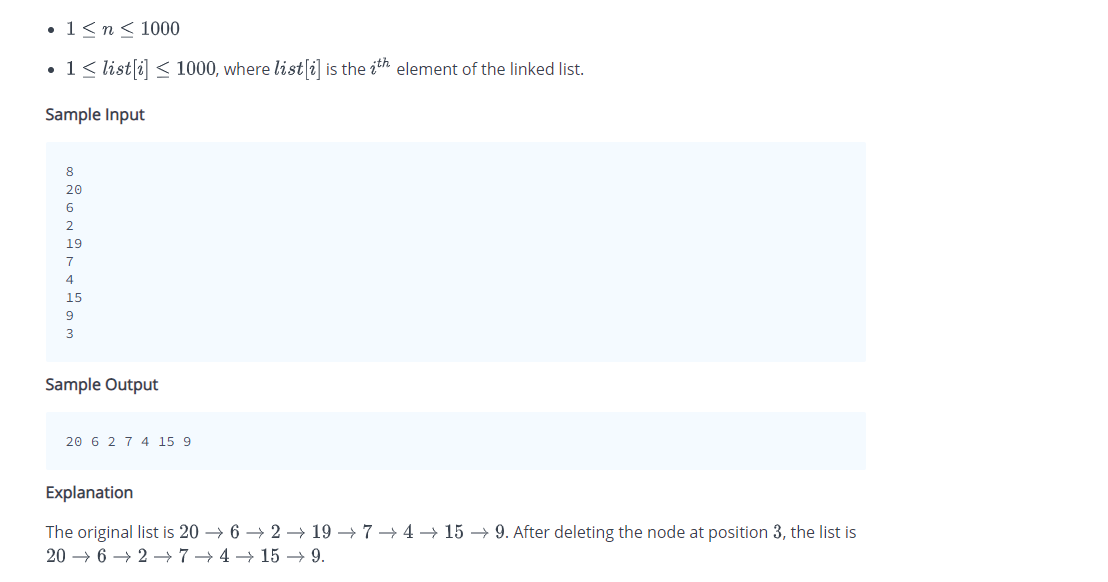 • 1 ≤ n ≤ 1000
• 1 ≤ list[i] ≤ 1000, where list[i] is the i^th element of the linked list.
Sample Input
8
20
6
2
19
7
4
15
9
3
Sample Output
20 6 2 7 4 15 9
Explanation
The original list is 20 → 6 → 2 → 19 → 7 → 4 → 15 → 9. After deleting the node at position 3, the list is
20 → 6 → 2 → 7 → 4 → 15 → 9.